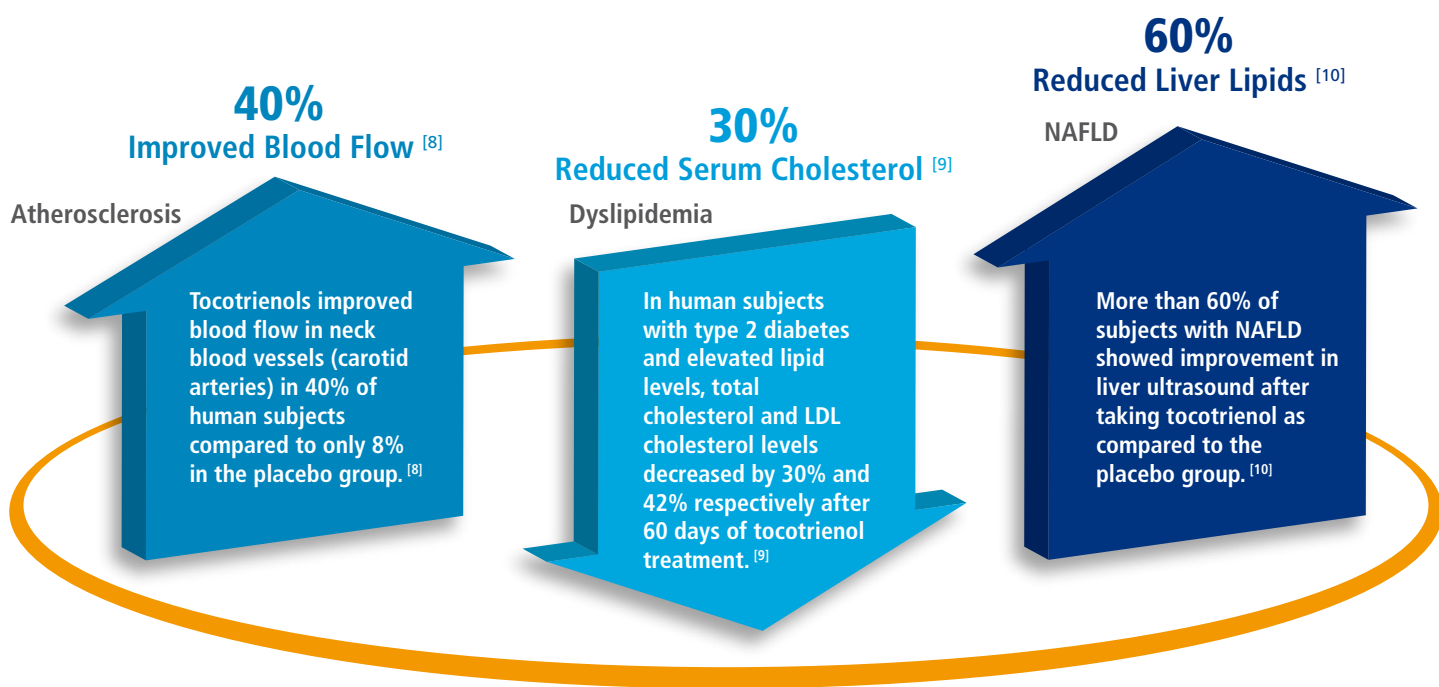 40%
Improved Blood Flow [8]
Atherosclerosis
Tocotrienols improved
blood flow in neck
blood vessels (carotid
arteries) in 40% of
human subjects
compared to only 8%
in the placebo group. [8]
30%
Reduced Serum Cholesterol [9]
Dyslipidemia
In human subjects
with type 2 diabetes
and elevated lipid
levels, total
cholesterol and LDL
cholesterol levels
decreased by 30% and
42% respectively after
60 days of tocotrienol
treatment. [9]
60%
Reduced Liver Lipids [10]
NAFLD
More than 60% of
subjects with NAFLD
showed improvement in
liver ultrasound after
taking tocotrienol as
compared to the
placebo group. [10]